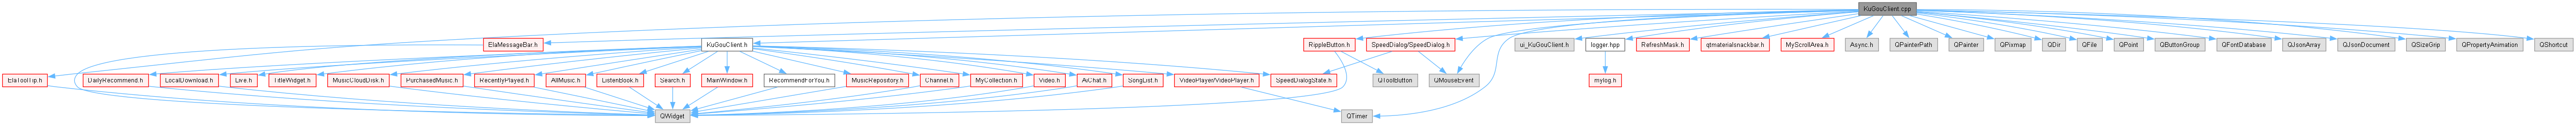 KuGouClient.cpp
ElaMessageBar.h
KuGouClient.h
RippleButton.h
SpeedDialog/SpeedDialog.h
ui_KuGouClient.h
logger.hpp
RefreshMask.h
qtmaterialsnackbar.h
MyScrollArea.h
Async.h
QPainterPath
QPainter
QPixmap
QDir
QFile
QPoint
QButtonGroup
QFontDatabase
QJsonArray
QJsonDocument
QSizeGrip
QPropertyAnimation
QShortcut
ElaToolTip.h
DailyRecommend.h
LocalDownload.h
Live.h
TitleWidget.h
MusicCloudDisk.h
PurchasedMusic.h
RecentlyPlayed.h
AllMusic.h
ListenBook.h
Search.h
MainWindow.h
RecommendForYou.h
MusicRepository.h
Channel.h
MyCollection.h
Video.h
AiChat.h
SongList.h
VideoPlayer/VideoPlayer.h
SpeedDialogState.h
QToolButton
QMouseEvent
mylog.h
QWidget
QTimer